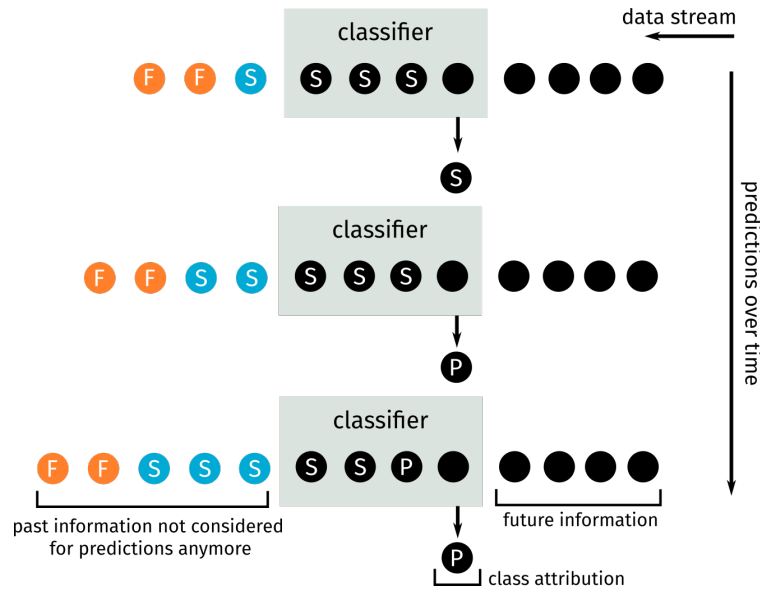 data stream
classifier
F F S S S S
S
predictions over time
classifier
F F S S S S S
P
classifier
F F S S S S S P
past information not considered
for predictions anymore
future information
P
class attribution